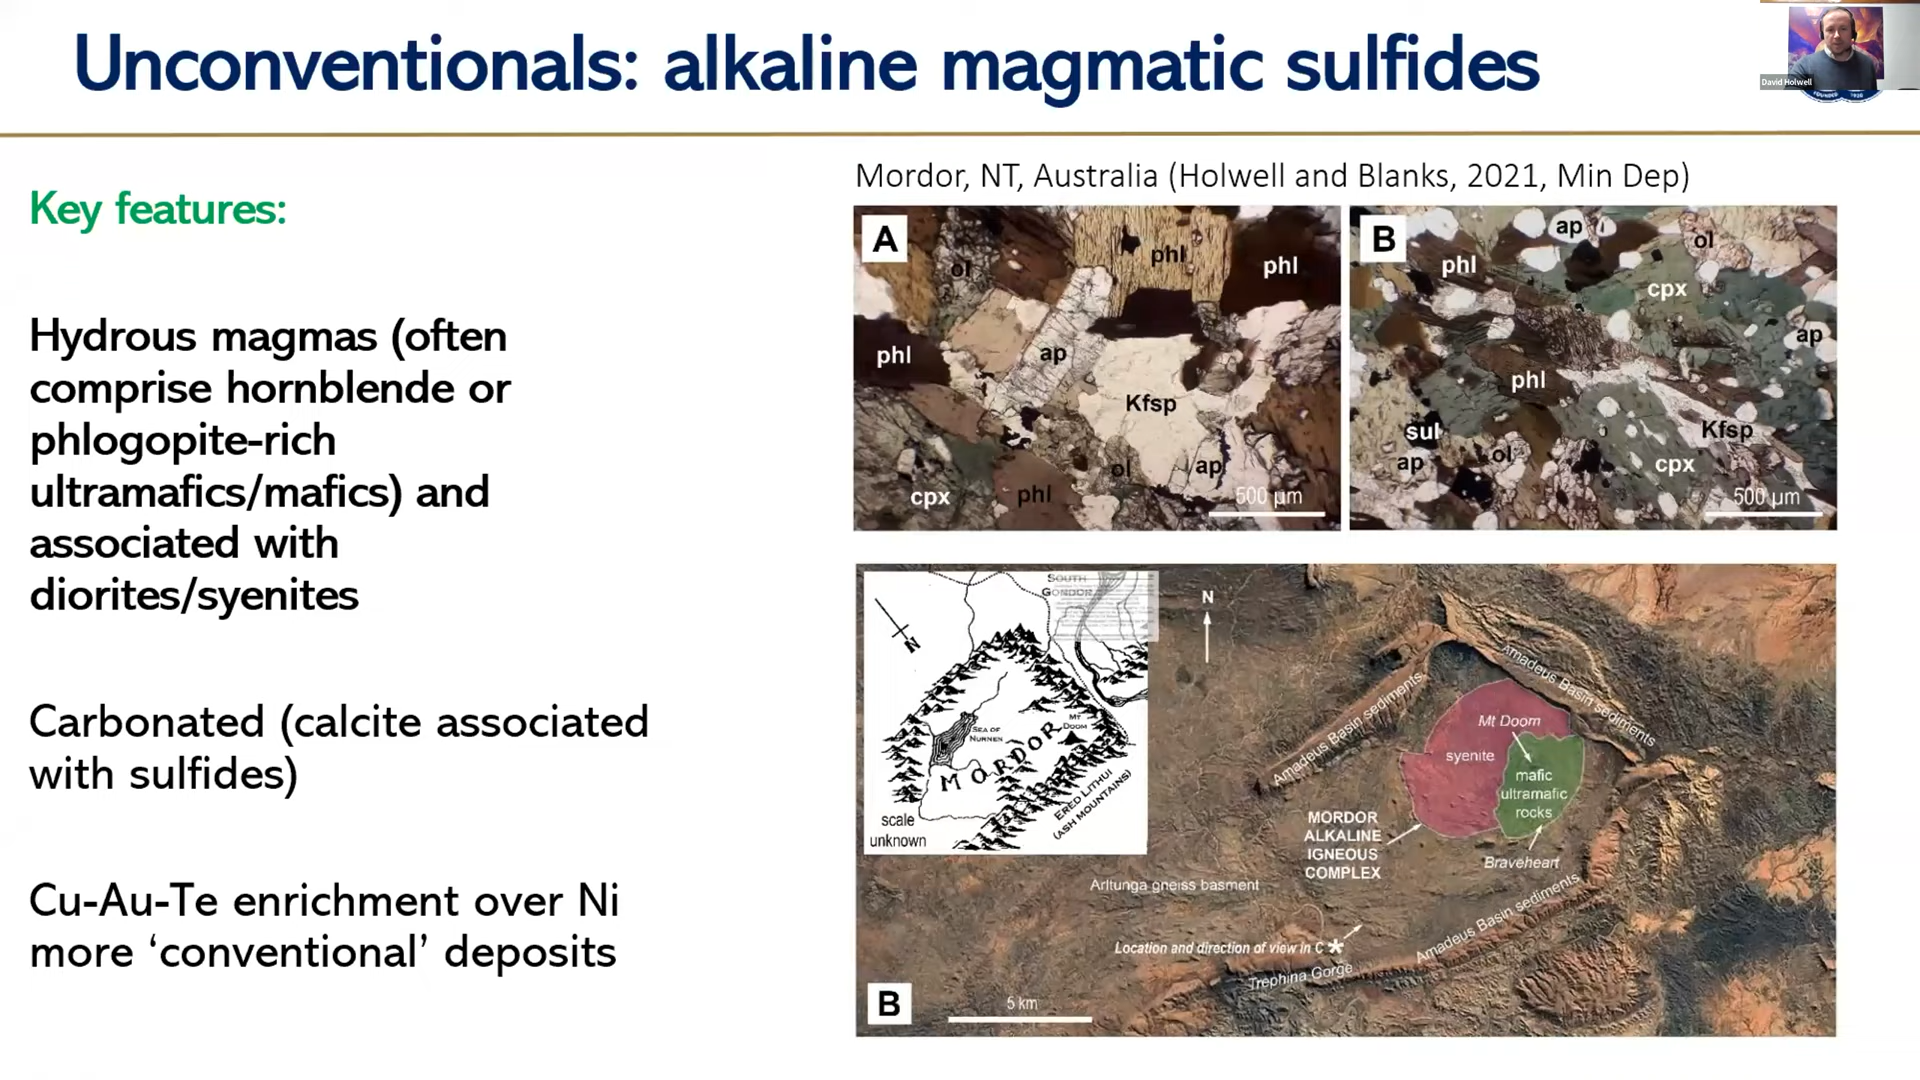 Unconventionals: alkaline magmatic sulfides
David Holwell
FOUNDED 1920
Key features:
Hydrous magmas (often
comprise hornblende or
phlogopite-rich
ultramafics/mafics) and
associated with
diorites/syenites
Carbonated (calcite associated
with sulfides)
Cu-Au-Te enrichment over Ni
more ‘conventional’ deposits
Mordor, NT, Australia (Holwell and Blanks, 2021, Min Dep)
A
ol
phl
phl
phl
ap
Kfsp
ol
ap
cpx
phl
500 µm
B
ap
ol
phl
cpx
ap
phl
sul
Kfsp
ap
ol
cpx
500 µm
SOUTH
GONDOR
N
SEA OF
NURNEN
MT
DOOM
MORDOR
ERED LITHUI
(ASH MOUNTAINS)
scale
unknown
N
Amadeus Basin sediments
Amadeus Basin sediments
Mt Doom
syenite
mafic
ultramafic
rocks
MORDOR
ALKALINE
IGNEOUS
COMPLEX
Braveheart
Arltunga gneiss basment
Amadeus Basin sediments
Location and direction of view in C *
Trephina Gorge
B
5 km